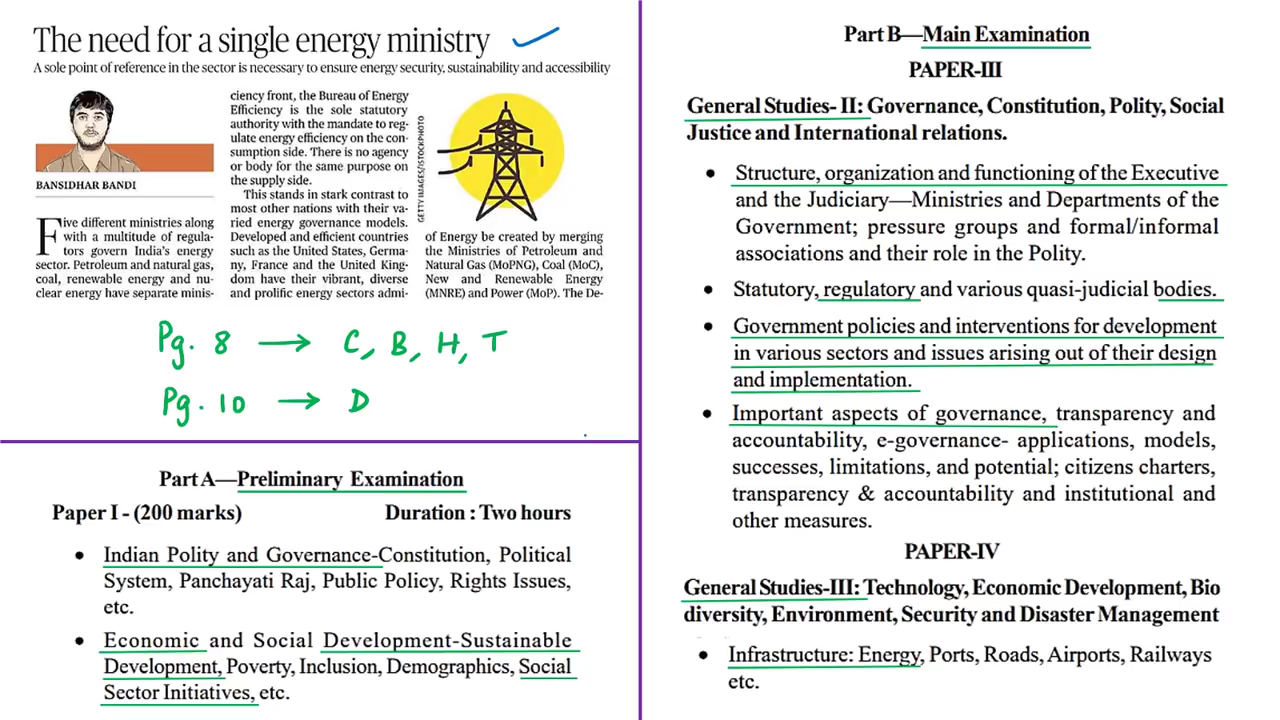 The need for a single energy ministry
A sole point of reference in the sector is necessary to ensure energy security, sustainability and accessibility
BANSIDHAR BANDI
Five different ministries along
with a multitude of regula-
tors govern India's energy
sector. Petroleum and natural gas,
coal, renewable energy and nu-
clear energy have separate minis-
ciency front, the Bureau of Energy
Efficiency is the sole statutory
authority with the mandate to reg-
ulate energy efficiency on the con-
sumption side. There is no agency
or body for the same purpose on
the supply side.
This stands in stark contrast to
most other nations with their va-
ried energy governance models.
Developed and efficient countries
such as the United States, Germa-
ny, France and the United King-
dom have their vibrant, diverse
and prolific energy sectors admi-
GETTY IMAGES/ISTOCKPHOTO
of Energy be created by merging
the Ministries of Petroleum and
Natural Gas (MoPNG), Coal (MoC),
New and Renewable Energy
(MNRE) and Power (MoP). The De-
Pg. 8 → C, B, H, T
Pg. 10 → D
Part A—Preliminary Examination
Paper I - (200 marks) Duration : Two hours
• Indian Polity and Governance-Constitution, Political
System, Panchayati Raj, Public Policy, Rights Issues,
etc.
• Economic and Social Development-Sustainable
Development, Poverty, Inclusion, Demographics, Social
Sector Initiatives, etc.
Part B—Main Examination
PAPER-III
General Studies- II: Governance, Constitution, Polity, Social
Justice and International relations.
• Structure, organization and functioning of the Executive
and the Judiciary—Ministries and Departments of the
Government; pressure groups and formal/informal
associations and their role in the Polity.
• Statutory, regulatory and various quasi-judicial bodies.
• Government policies and interventions for development
in various sectors and issues arising out of their design
and implementation.
• Important aspects of governance, transparency and
accountability, e-governance- applications, models,
successes, limitations, and potential; citizens charters,
transparency & accountability and institutional and
other measures.
PAPER-IV
General Studies-III: Technology, Economic Development, Bio
diversity, Environment, Security and Disaster Management
• Infrastructure: Energy, Ports, Roads, Airports, Railways
etc.